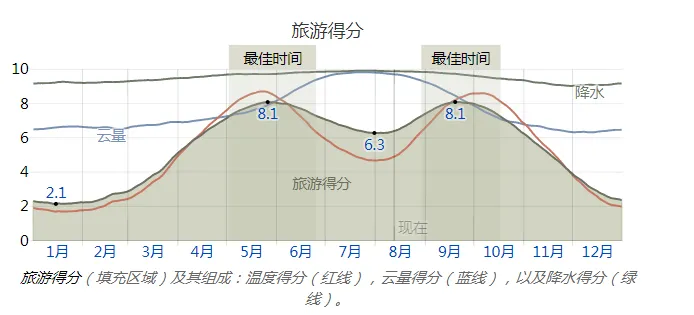 旅游得分
最佳时间 最佳时间
10
降水
8
8.1 8.1
云量
6
6.3
4
旅游得分
2.1
2
现在
0
1月 2月 3月 4月 5月 6月 7月 8月 9月 10月 11月 12月
旅游得分（填充区域）及其组成：温度得分（红线），云量得分（蓝线），以及降水得分（绿
线）。